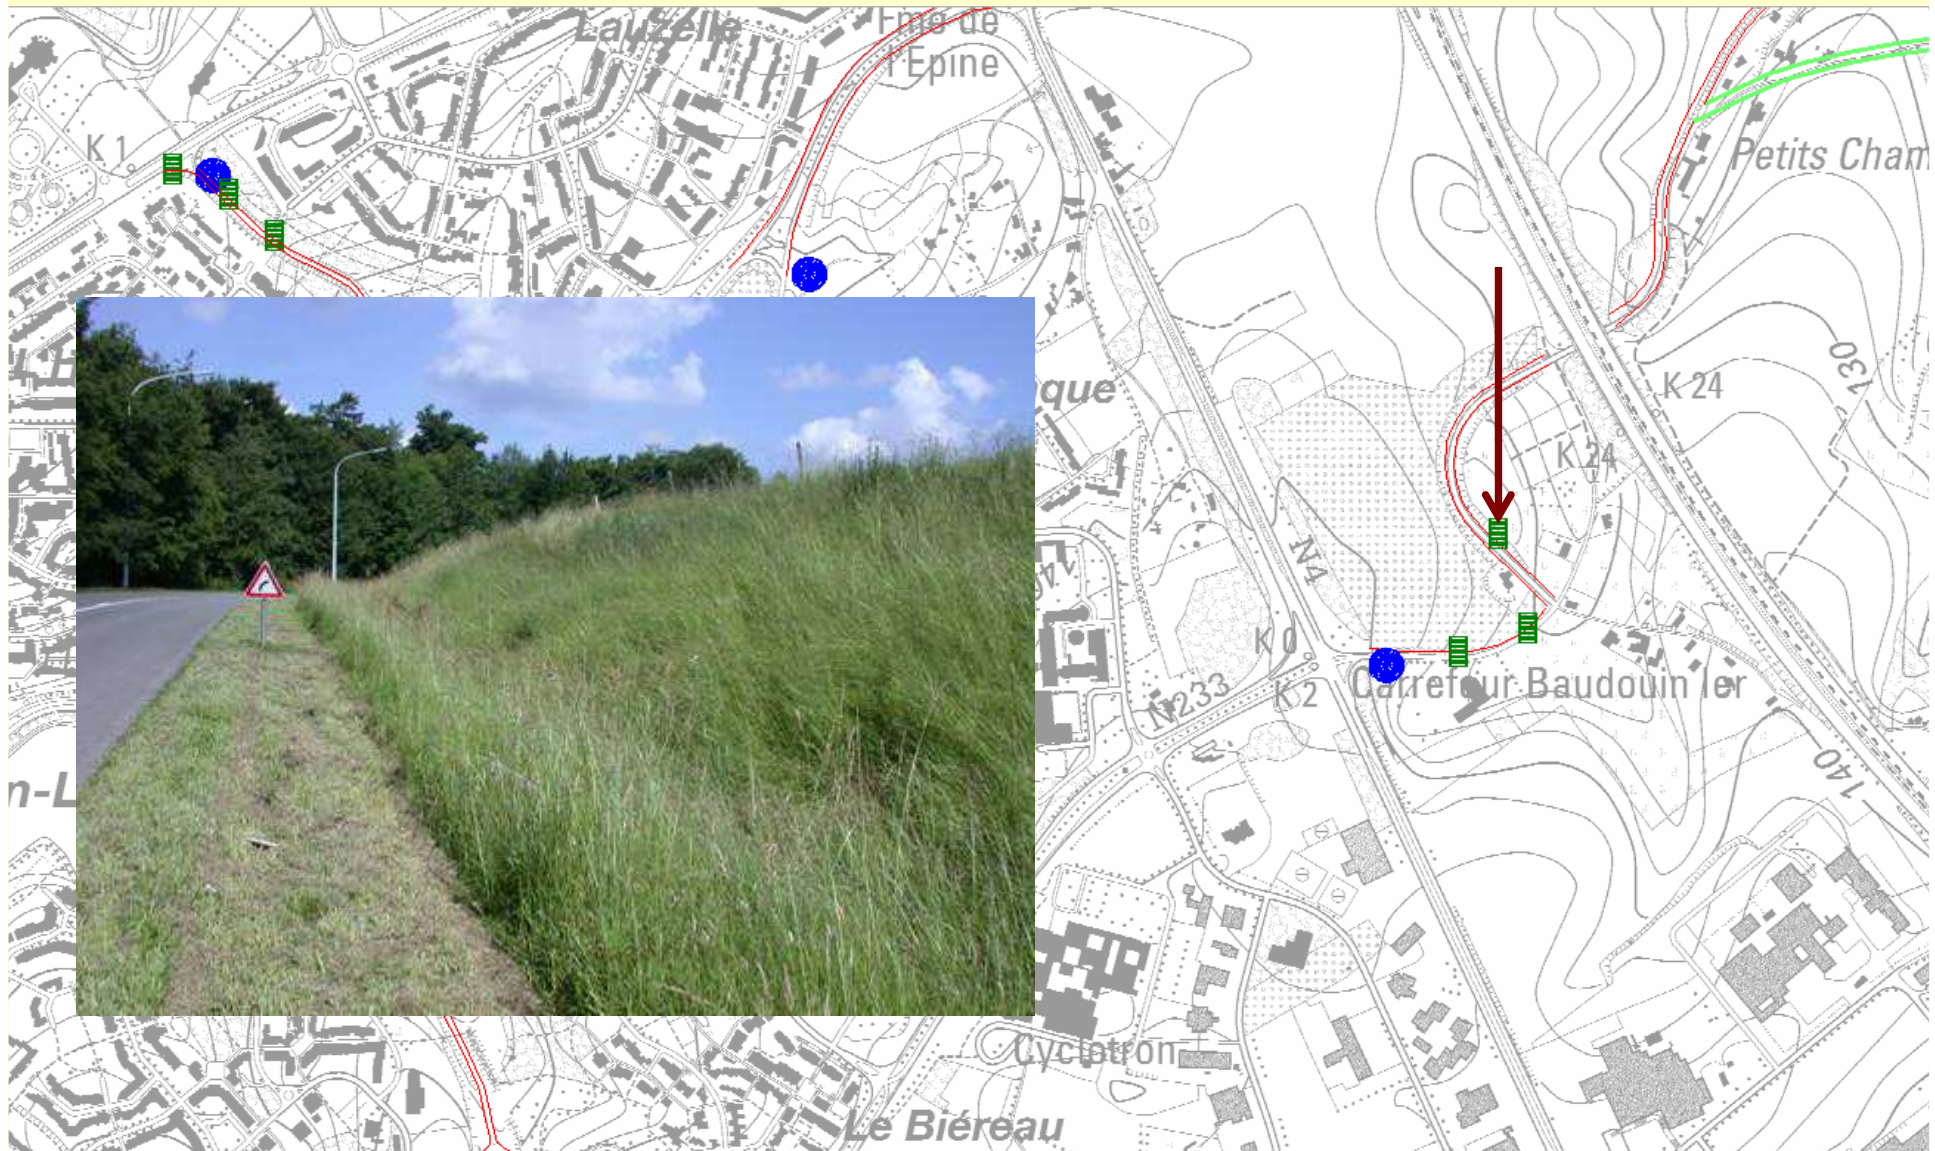 Lauzelle
Fme de
l'Epine
K 1
Petits Cham
que
130
K 24
K 24
N4
140
K 0
K 2
N233
Carrefour Baudouin Ier
140
n-L
Cyclotron
Le Biéreau